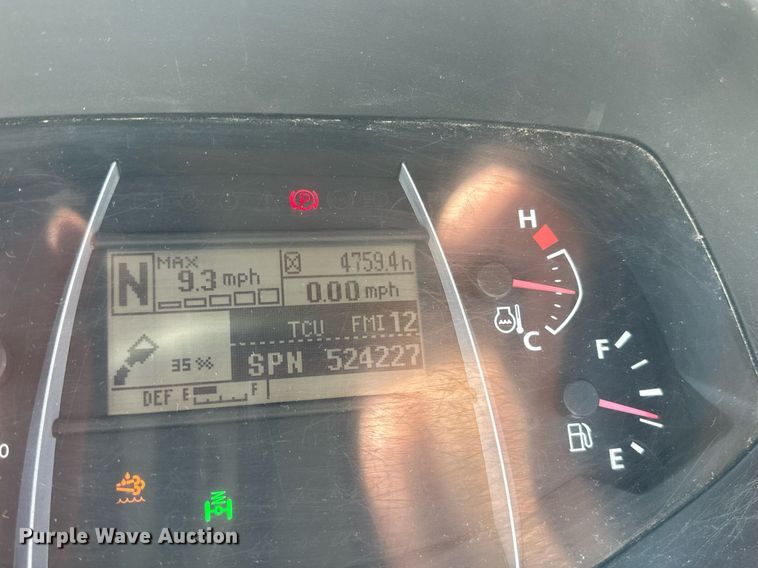 H
N MAX 4759.4h
9.3 mph 0.00 mph
C
TCU FMI 12
F
35% SPN 524227
DEF E F
E
0
Purple Wave Auction